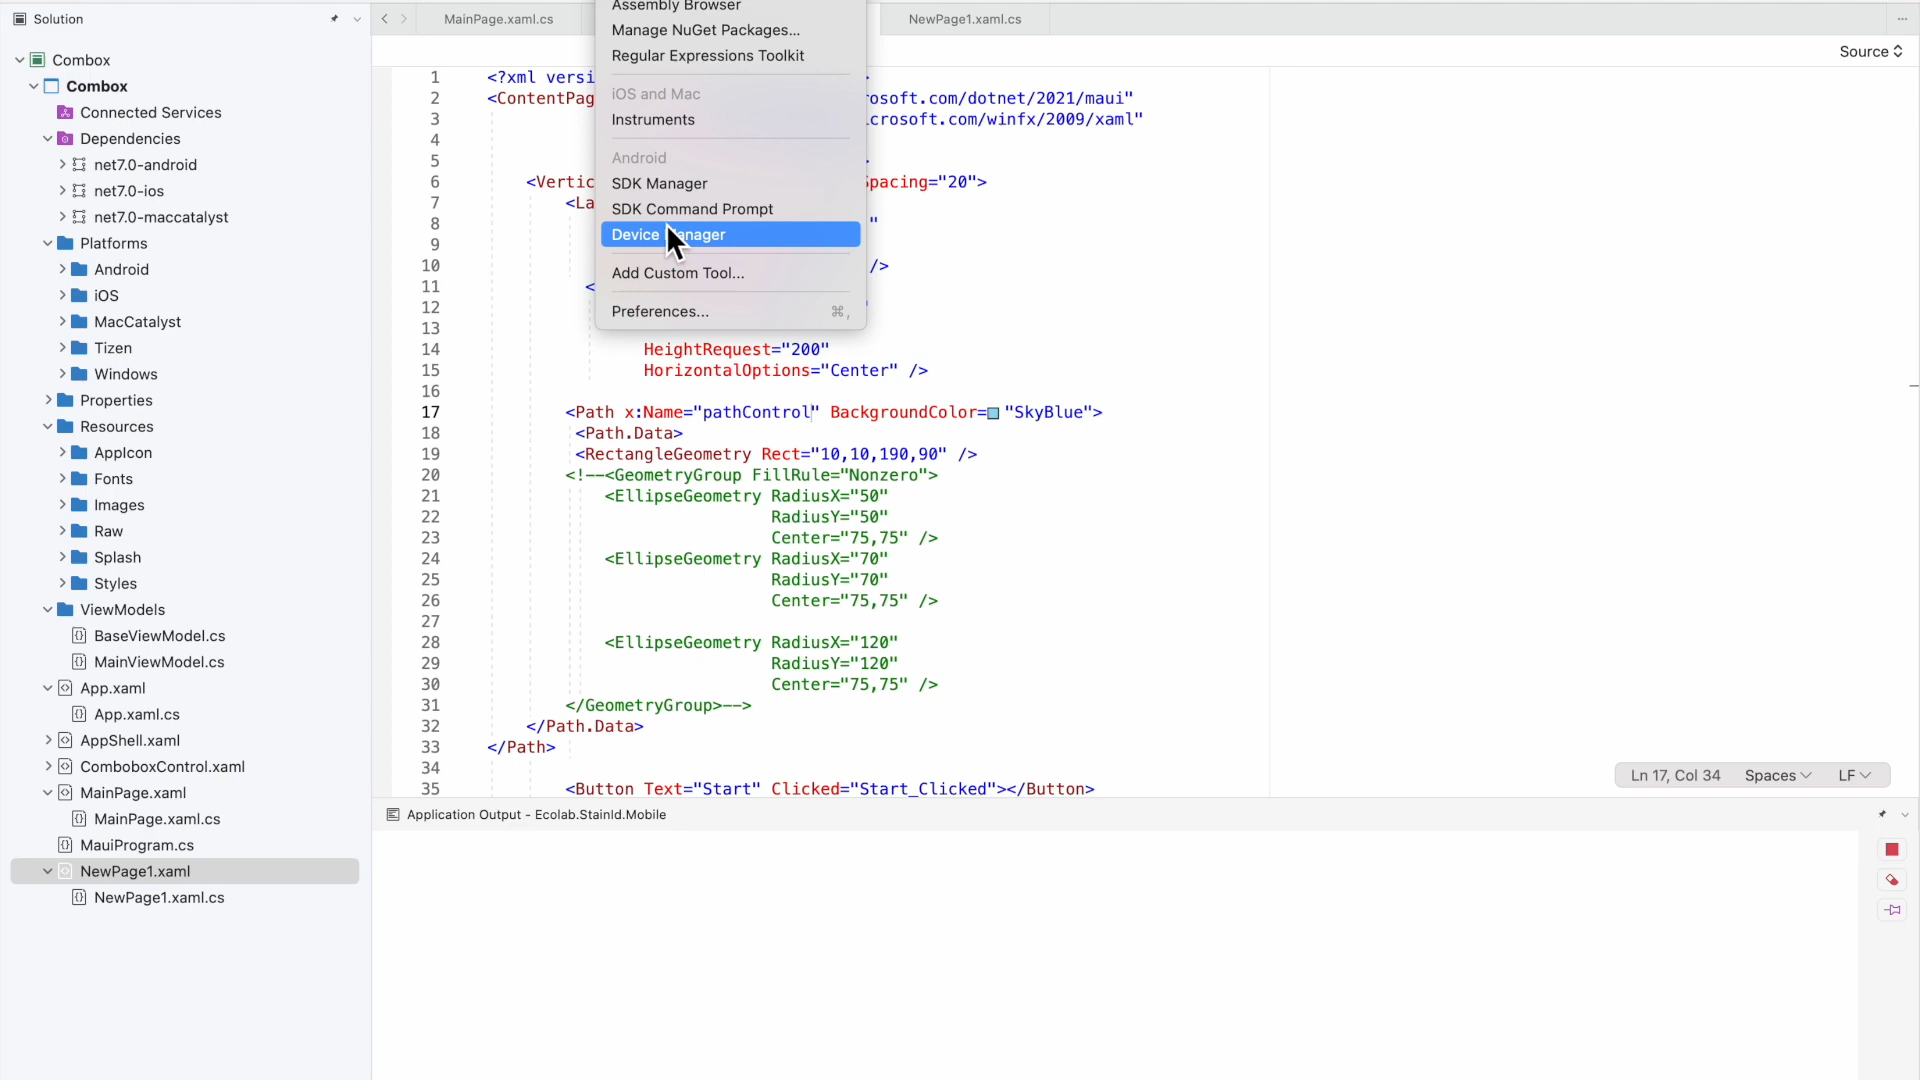 Solution
MainPage.xaml.cs
NewPage1.xaml.cs
Source
Combox
Combox
Connected Services
Dependencies
net7.0-android
net7.0-ios
net7.0-maccatalyst
Platforms
Android
iOS
MacCatalyst
Tizen
Windows
Properties
Resources
AppIcon
Fonts
Images
Raw
Splash
Styles
ViewModels
BaseViewModel.cs
MainViewModel.cs
App.xaml
App.xaml.cs
AppShell.xaml
ComboboxControl.xaml
MainPage.xaml
MainPage.xaml.cs
MauiProgram.cs
NewPage1.xaml
NewPage1.xaml.cs
Assembly Browser
Manage NuGet Packages...
Regular Expressions Toolkit
iOS and Mac
Instruments
Android
SDK Manager
SDK Command Prompt
Device anager
Add Custom Tool...
Preferences... ⌘,
1 <?xml versi >
2 <ContentPag rosoft.com/dotnet/2021/maui"
3 icrosoft.com/winfx/2009/xaml"
4
5 >
6 <Vertic Spacing="20">
7 <La
8 "
9
10 />
11 <
12 "
13
14 HeightRequest="200"
15 HorizontalOptions="Center" />
16
17 <Path x:Name="pathControl" BackgroundColor="SkyBlue">
18 <Path.Data>
19 <RectangleGeometry Rect="10,10,190,90" />
20 <!--<GeometryGroup FillRule="Nonzero">
21 <EllipseGeometry RadiusX="50"
22 RadiusY="50"
23 Center="75,75" />
24 <EllipseGeometry RadiusX="70"
25 RadiusY="70"
26 Center="75,75" />
27
28 <EllipseGeometry RadiusX="120"
29 RadiusY="120"
30 Center="75,75" />
31 </GeometryGroup>-->
32 </Path.Data>
33 </Path>
34
35 <Button Text="Start" Clicked="Start_Clicked"></Button>
Ln 17, Col 34 Spaces LF
Application Output - Ecolab.StainId.Mobile